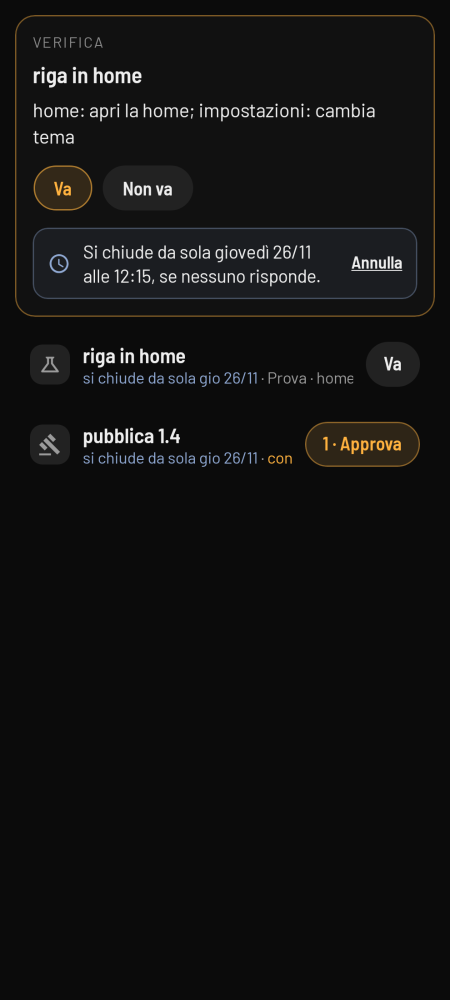 VERIFICA
riga in home
home: apri la home; impostazioni: cambia
tema
Va
Non va
Si chiude da sola giovedì 26/11
alle 12:15, se nessuno risponde.
Annulla
riga in home
si chiude da sola gio 26/11 · Prova · home
Va
pubblica 1.4
si chiude da sola gio 26/11 · con
1 · Approva